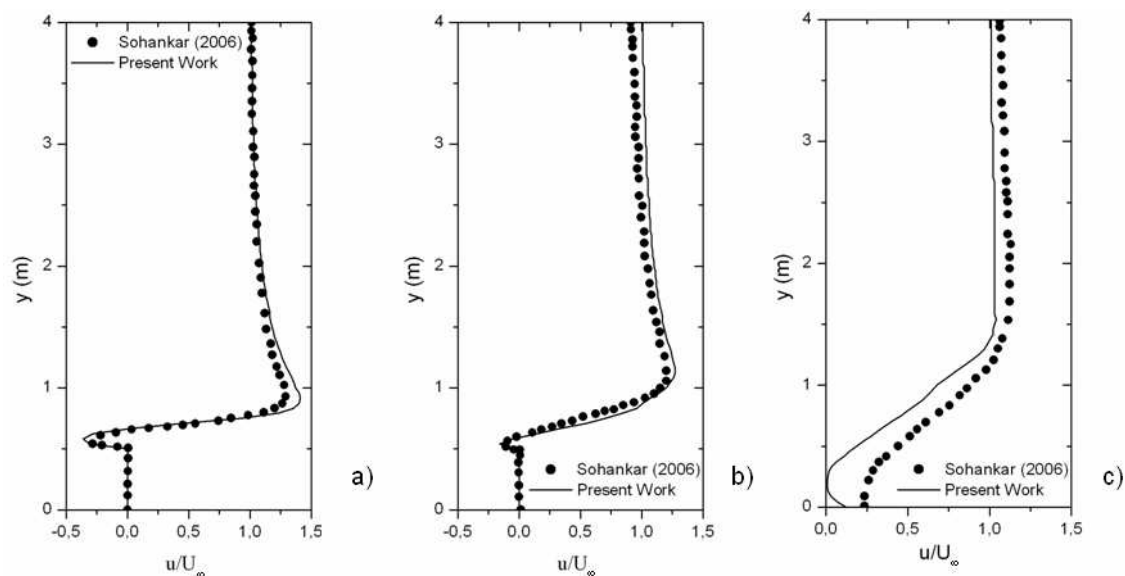 4
3
2
1
0
y (m)
Sohankar (2006)
Present Work
-0,5 0,0 0,5 1,0 1,5
u/U∞
a)
4
3
2
1
0
y (m)
Sohankar (2006)
Present Work
-0,5 0,0 0,5 1,0 1,5
u/U∞
b)
4
3
2
1
0
y (m)
Sohankar (2006)
Present Work
0,0 0,5 1,0 1,5
u/U∞
c)